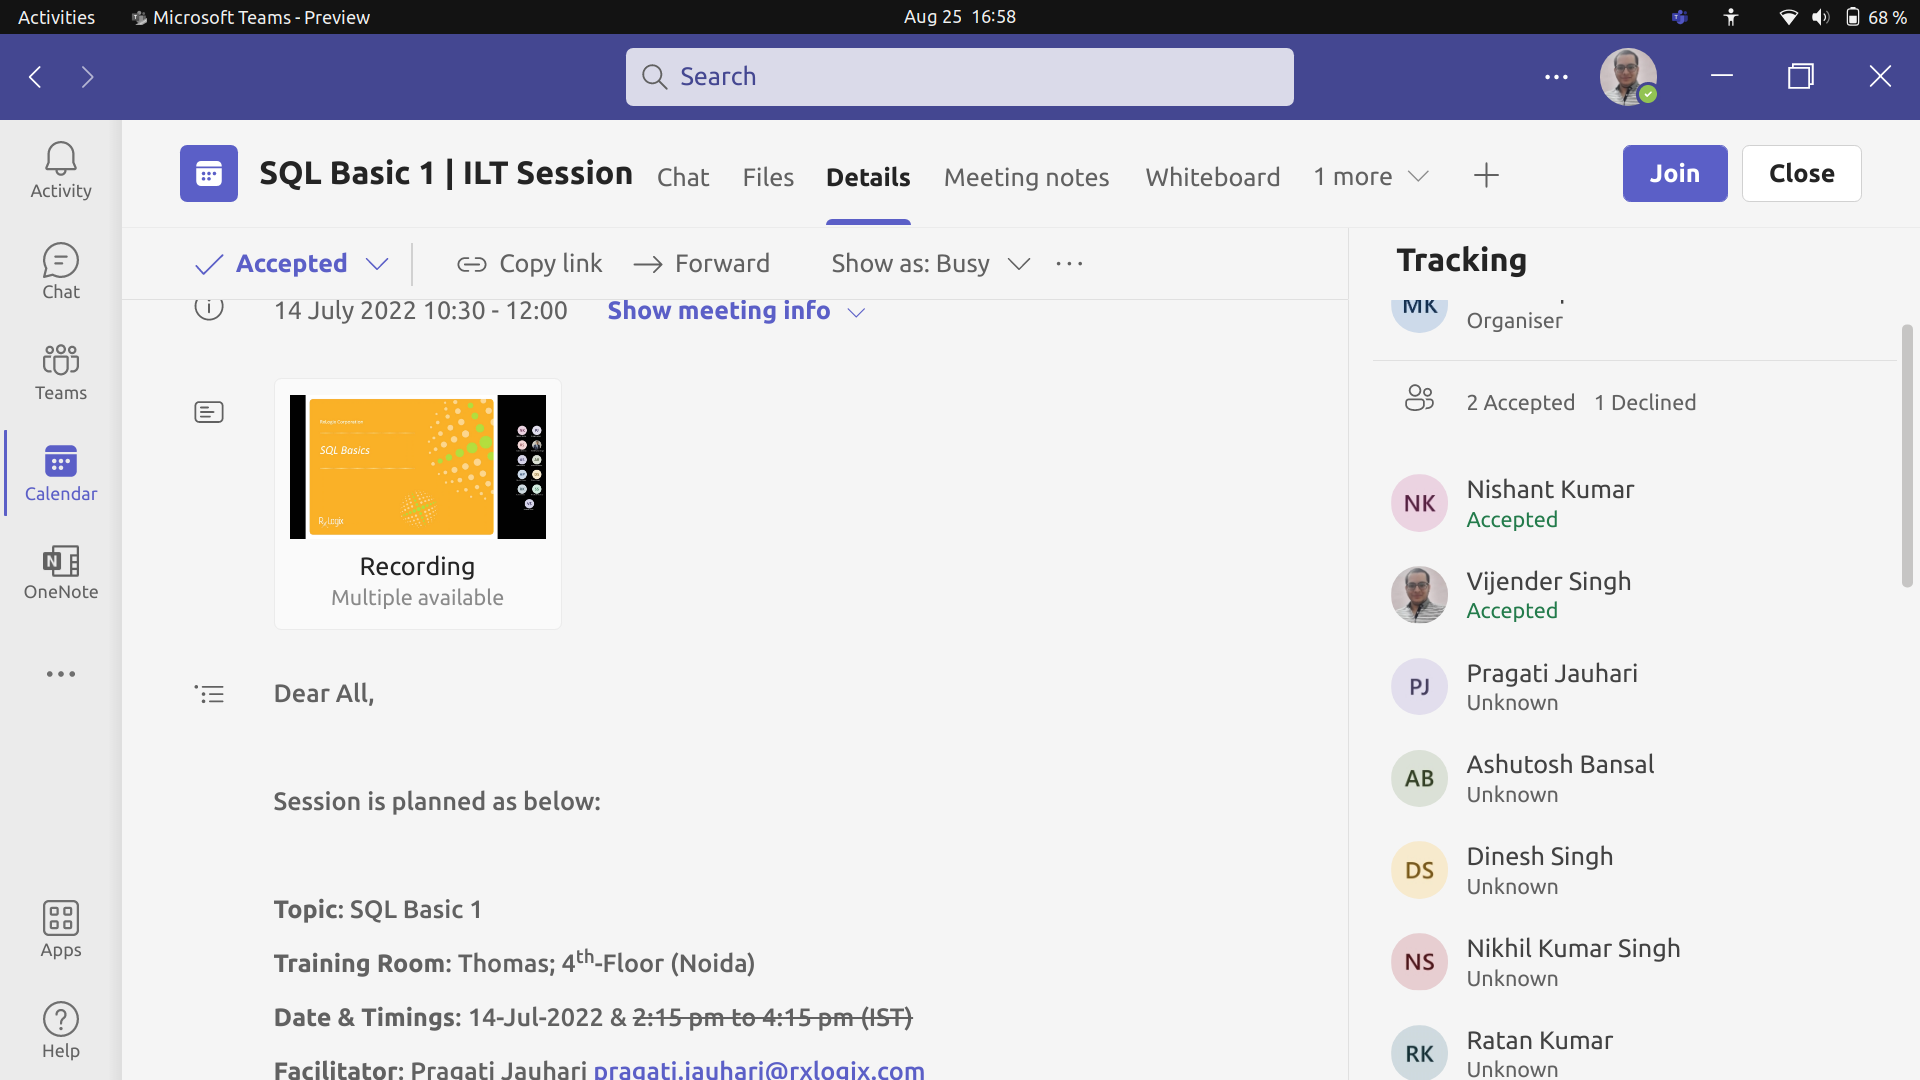 Activities Microsoft Teams - Preview Aug 25 16:58 68 %
Search
SQL Basic 1 | ILT Session Chat Files Details Meeting notes Whiteboard 1 more Join Close
Activity
Chat
Teams
Calendar
OneNote
Apps
Help
Accepted Copy link Forward Show as: Busy
14 July 2022 10:30 - 12:00 Show meeting info
SQL Basics
Recording
Multiple available
Dear All,
Session is planned as below:
Topic: SQL Basic 1
Training Room: Thomas; 4th-Floor (Noida)
Date & Timings: 14-Jul-2022 & 2:15 pm to 4:15 pm (IST)
Facilitator: Pragati Jauhari pragati.jauhari@rxlogix.com
Tracking
MK
Organiser
2 Accepted 1 Declined
NK Nishant Kumar
Accepted
Vijender Singh
Accepted
PJ Pragati Jauhari
Unknown
AB Ashutosh Bansal
Unknown
DS Dinesh Singh
Unknown
NS Nikhil Kumar Singh
Unknown
RK Ratan Kumar
Unknown